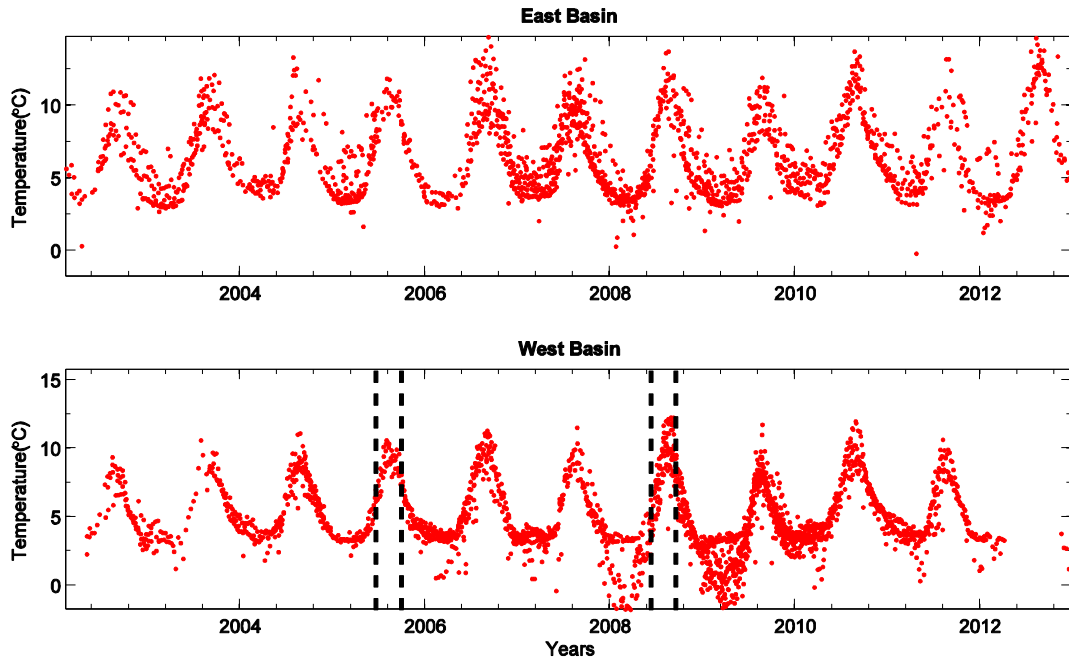 East Basin
Temperature(ºC)
10
5
0
2004 2006 2008 2010 2012
West Basin
Temperature(ºC)
15
10
5
0
2004 2006 2008 2010 2012
Years